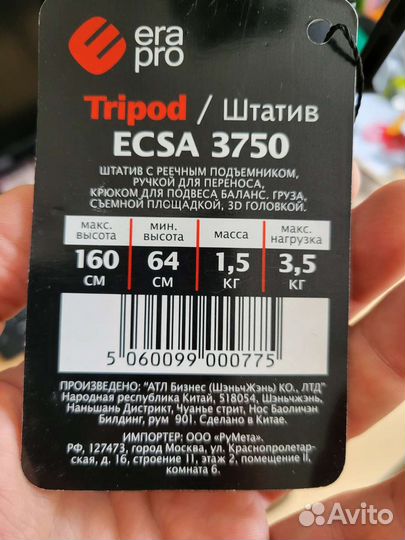 era
pro
Tripod / Штатив
ECSA 3750
ШТАТИВ С РЕЕЧНЫМ ПОДЪЕМНИКОМ,
РУЧКОЙ ДЛЯ ПЕРЕНОСА,
КРЮКОМ ДЛЯ ПОДВЕСА БАЛАНС. ГРУЗА,
СЪЕМНОЙ ПЛОЩАДКОЙ, 3D ГОЛОВКОЙ.
макс. высота мин. высота масса макс. нагрузка
160 СМ 64 СМ 1,5 КГ 3,5 КГ
5 060099 000775
ПРОИЗВЕДЕНО: "АТЛ Бизнес (ШэньчЖэнь) КО., ЛТД"
Народная республика Китай, 518054, Шэньчжэнь,
Наньшань Дистрикт, Чуанье стрит, Нос Баоличэн
Билдинг, рум 901. Сделано в Китае.
ИМПОРТЕР: ООО «РуМета».
РФ, 127473, город Москва, ул. Краснопролетар-
ская, д. 16, строение 11, этаж 2, помещение II,
комната 6.
Avito